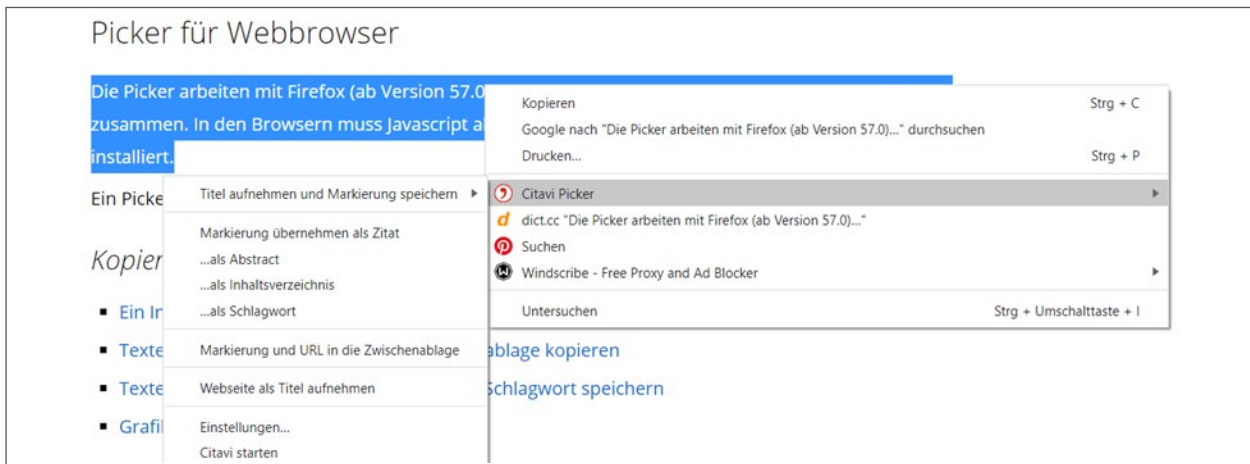 Picker für Webbrowser
Die Picker arbeiten mit Firefox (ab Version 57.0
zusammen. In den Browsern muss Javascript
installiert.
Ein Picke
Kopier
Ein
Texte
ablage kopieren
Texte
Schlagwort speichern
Grafi
Kopieren Strg + C
Google nach "Die Picker arbeiten mit Firefox (ab Version 57.0)..." durchsuchen
Drucken... Strg + P
Citavi Picker
dict.cc "Die Picker arbeiten mit Firefox (ab Version 57.0)..."
Suchen
Windscribe - Free Proxy and Ad Blocker
Untersuchen Strg + Umschalttaste + I
Titel aufnehmen und Markierung speichern
Markierung übernehmen als Zitat
...als Abstract
...als Inhaltsverzeichnis
...als Schlagwort
Markierung und URL in die Zwischenablage
Webseite als Titel aufnehmen
Einstellungen...
Citavi starten